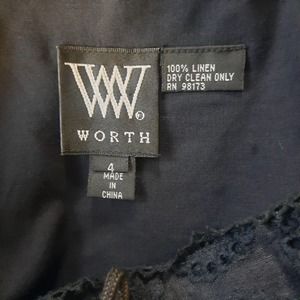 W
WORTH
100% LINEN
DRY CLEAN ONLY
RN 98173
4
MADE
IN
CHINA